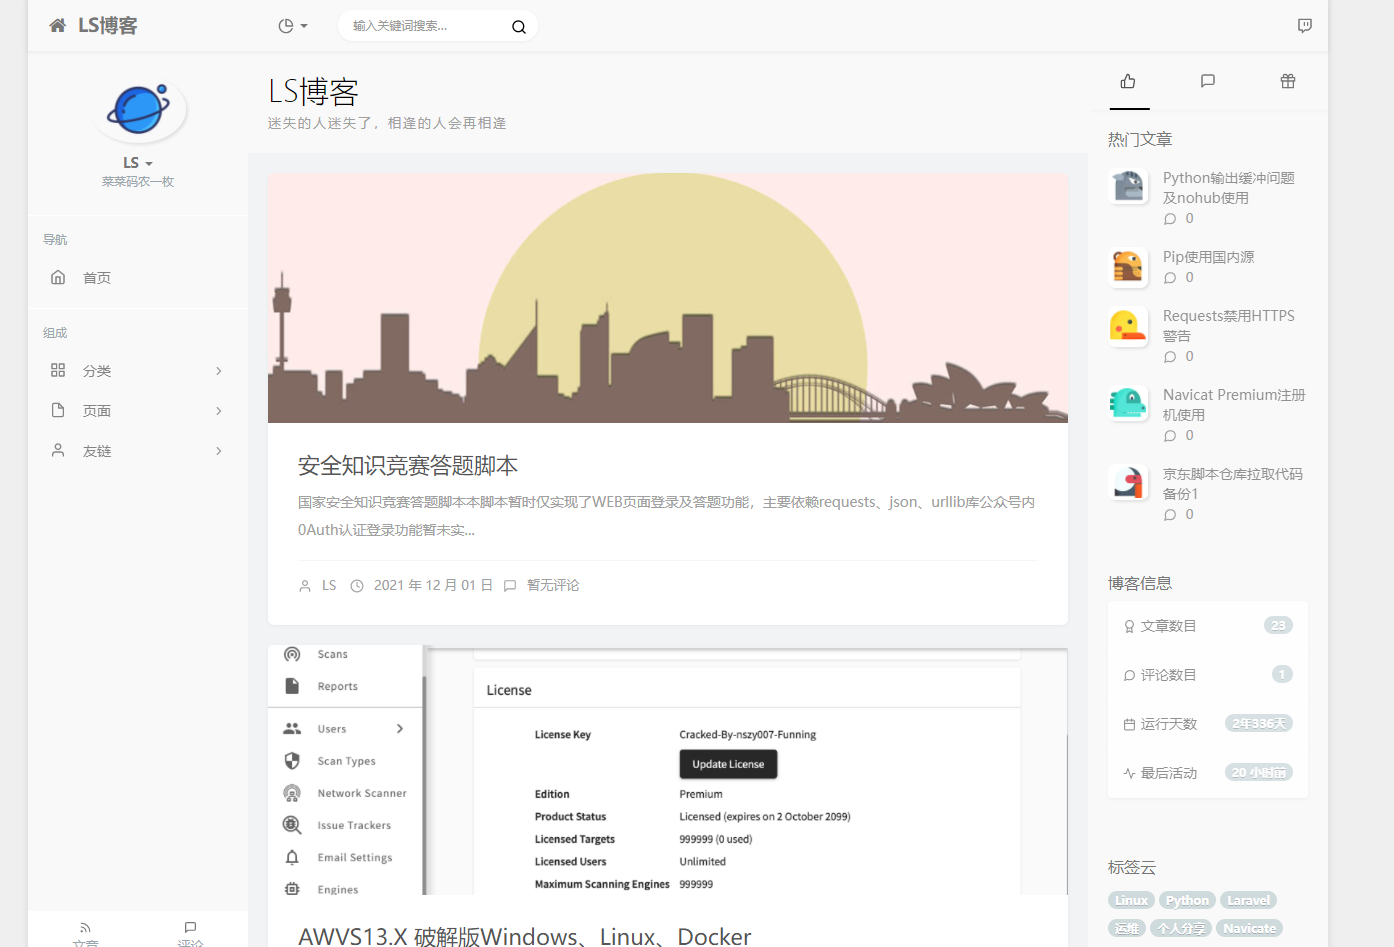 LS博客
输入关键词搜索...
LS
菜菜码农一枚
导航
首页
组成
分类
页面
友链
文章
评论
LS博客
迷失的人迷失了，相逢的人会再相逢
安全知识竞赛答题脚本
国家安全知识竞赛答题脚本本脚本暂时仅实现了WEB页面登录及答题功能，主要依赖requests、json、urllib库公众号内
0Auth认证登录功能暂未实...
LS 2021 年 12 月 01 日 暂无评论
Scans
Reports
Users
Scan Types
Network Scanner
Issue Trackers
Email Settings
Engines
License
License Key Cracked-By-nszy007-Funning
Update License
Edition Premium
Product Status Licensed (expires on 2 October 2099)
Licensed Targets 999999 (0 used)
Licensed Users Unlimited
Maximum Scanning Engines 999999
AWVS13.X 破解版Windows、Linux、Docker
热门文章
Python输出缓冲问题
及nohub使用
0
Pip使用国内源
0
Requests禁用HTTPS
警告
0
Navicat Premium注册
机使用
0
京东脚本仓库拉取代码
备份1
0
博客信息
文章数目 23
评论数目 1
运行天数 2年336天
最后活动 20 小时前
标签云
Linux Python Laravel
运维 个人分享 Navicate